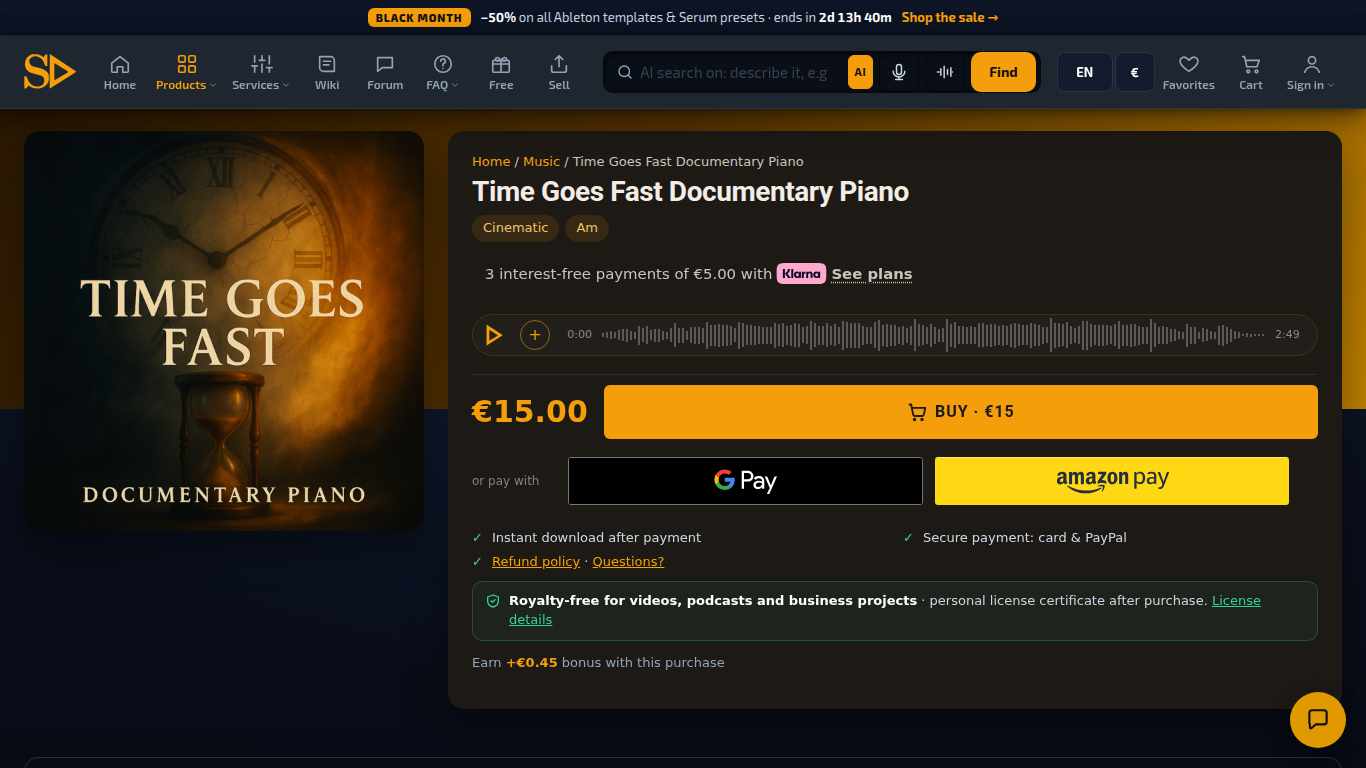 BLACK MONTH −50% on all Ableton templates & Serum presets · ends in 2d 13h 40m Shop the sale →
Home
Products
Services
Wiki
Forum
FAQ
Free
Sell
AI search on: describe it, e.g
AI
Find
EN
€
Favorites
Cart
Sign in
TIME GOES
FAST
DOCUMENTARY PIANO
Home / Music / Time Goes Fast Documentary Piano
Time Goes Fast Documentary Piano
Cinematic Am
3 interest-free payments of €5.00 with Klarna See plans
0:00 2:49
€15.00 BUY · €15
or pay with G Pay amazon pay
✓ Instant download after payment
✓ Secure payment: card & PayPal
✓ Refund policy · Questions?
Royalty-free for videos, podcasts and business projects · personal license certificate after purchase. License
details
Earn +€0.45 bonus with this purchase